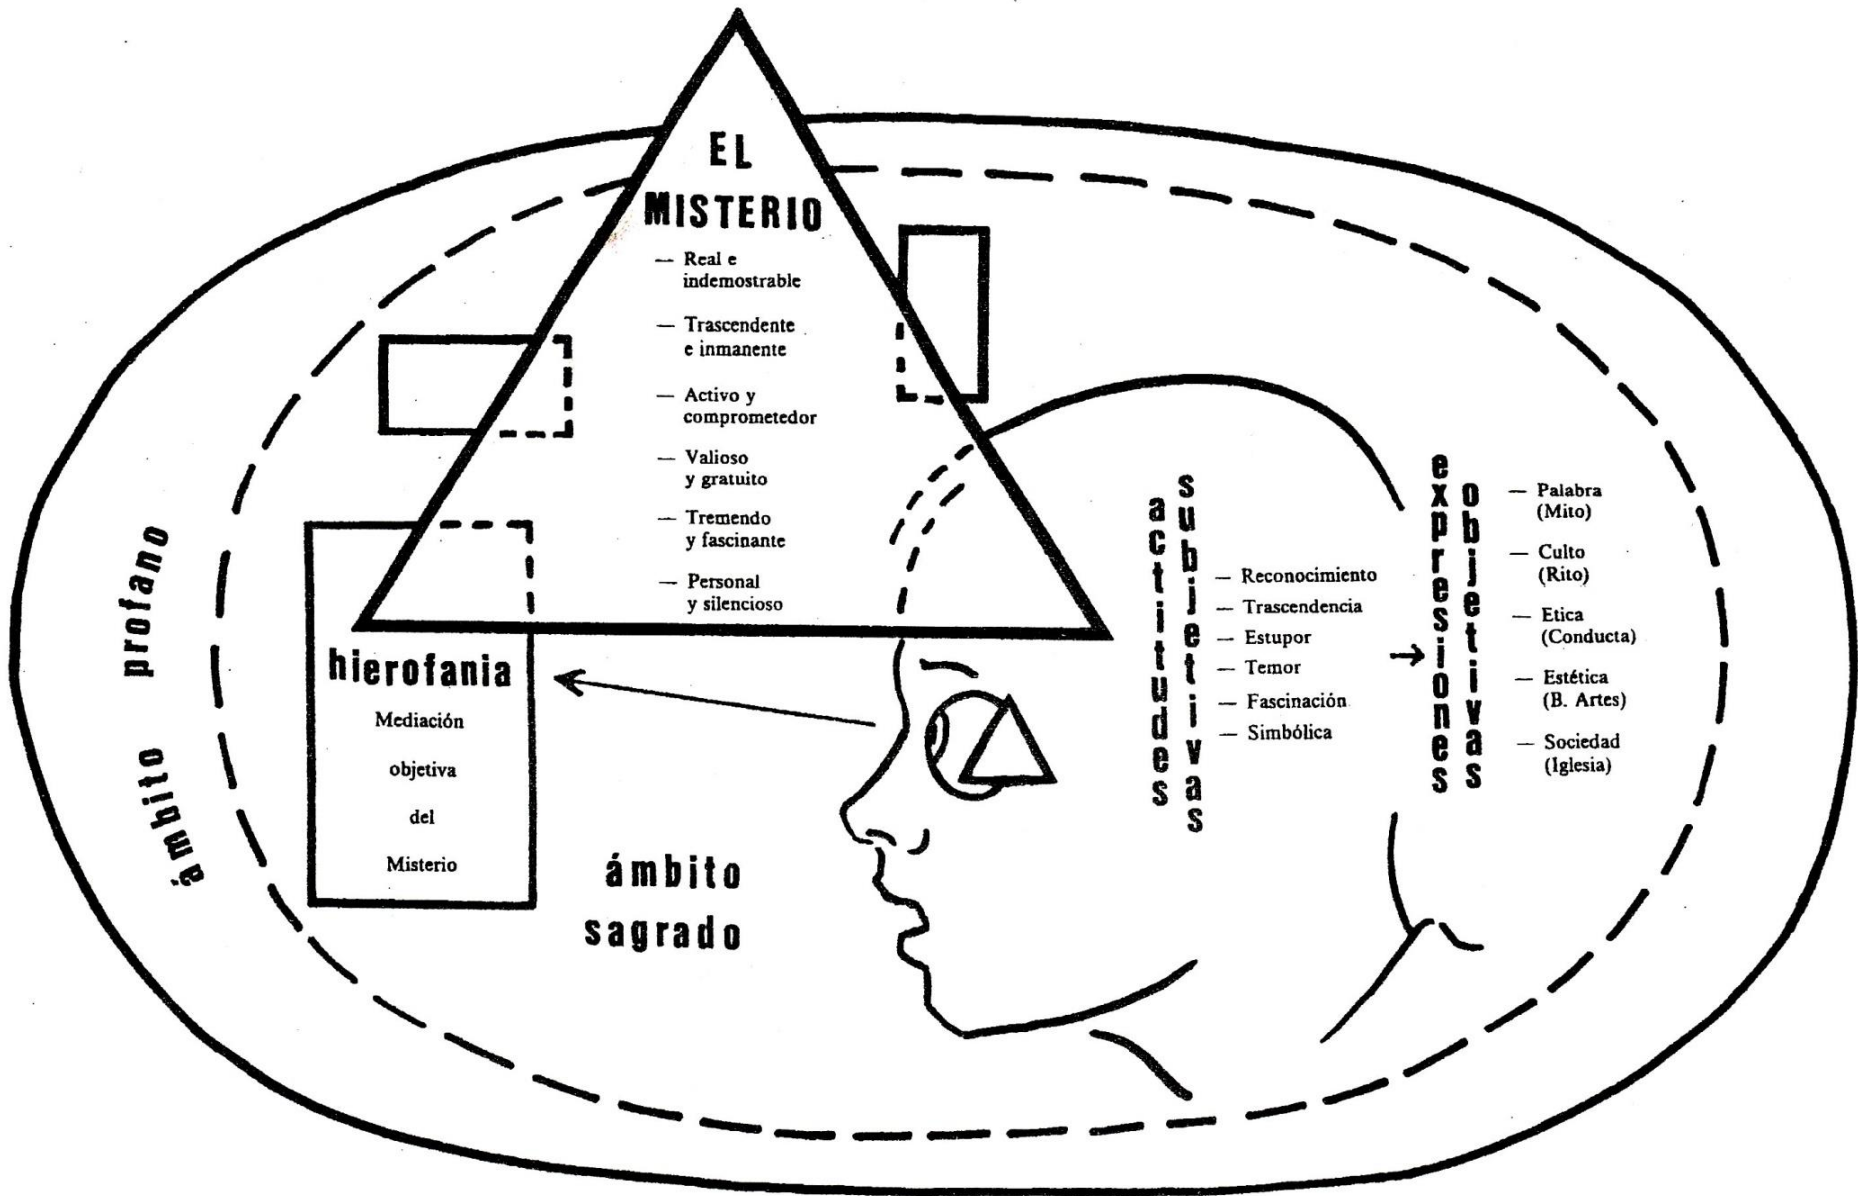 EL
MISTERIO
— Real e
indemostrable
— Trascendente
e inmanente
— Activo y
comprometedor
— Valioso
y gratuito
— Tremendo
y fascinante
— Personal
y silencioso
ámbito profano
hierofania
Mediación
objetiva
del
Misterio
ámbito
sagrado
actitudes
subjetivas
— Reconocimiento
— Trascendencia
— Estupor
— Temor
— Fascinación
— Simbólica
expresiones
objetivas
— Palabra
(Mito)
— Culto
(Rito)
— Etica
(Conducta)
— Estética
(B. Artes)
— Sociedad
(Iglesia)